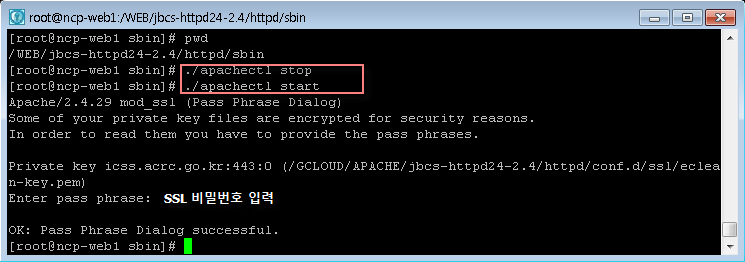 root@ncp-web1:/WEB/jbcs-httpd24-2.4/httpd/sbin
[root@ncp-web1 sbin]# pwd
/WEB/jbcs-httpd24-2.4/httpd/sbin
[root@ncp-web1 sbin]# ./apachectl stop
[root@ncp-web1 sbin]# ./apachectl start
Apache/2.4.29 mod_ssl (Pass Phrase Dialog)
Some of your private key files are encrypted for security reasons.
In order to read them you have to provide the pass phrases.
Private key icss.acrc.go.kr:443:0 (/GCLOUD/APACHE/jbcs-httpd24-2.4/httpd/conf.d/ssl/eclea
n-key.pem)
Enter pass phrase: SSL 비밀번호 입력
OK: Pass Phrase Dialog successful.
[root@ncp-web1 sbin]#